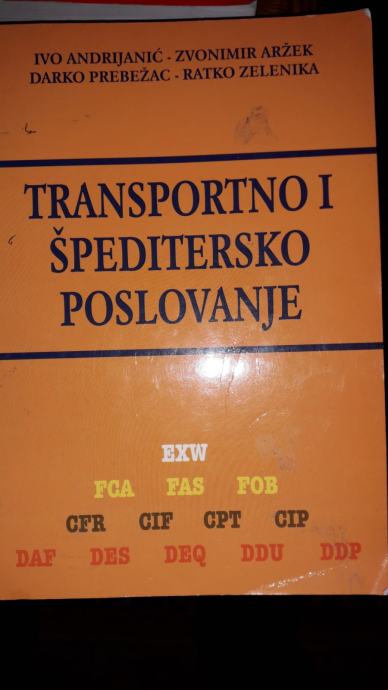 IVO ANDRIJANIĆ - ZVONIMIR ARŽEK
DARKO PREBEŽAC - RATKO ZELENIKA
TRANSPORTNO I
ŠPEDITERSKO
POSLOVANJE
EXW
FCA FAS FOB
CFR CIF CPT CIP
DAF DES DEQ DDU DDP